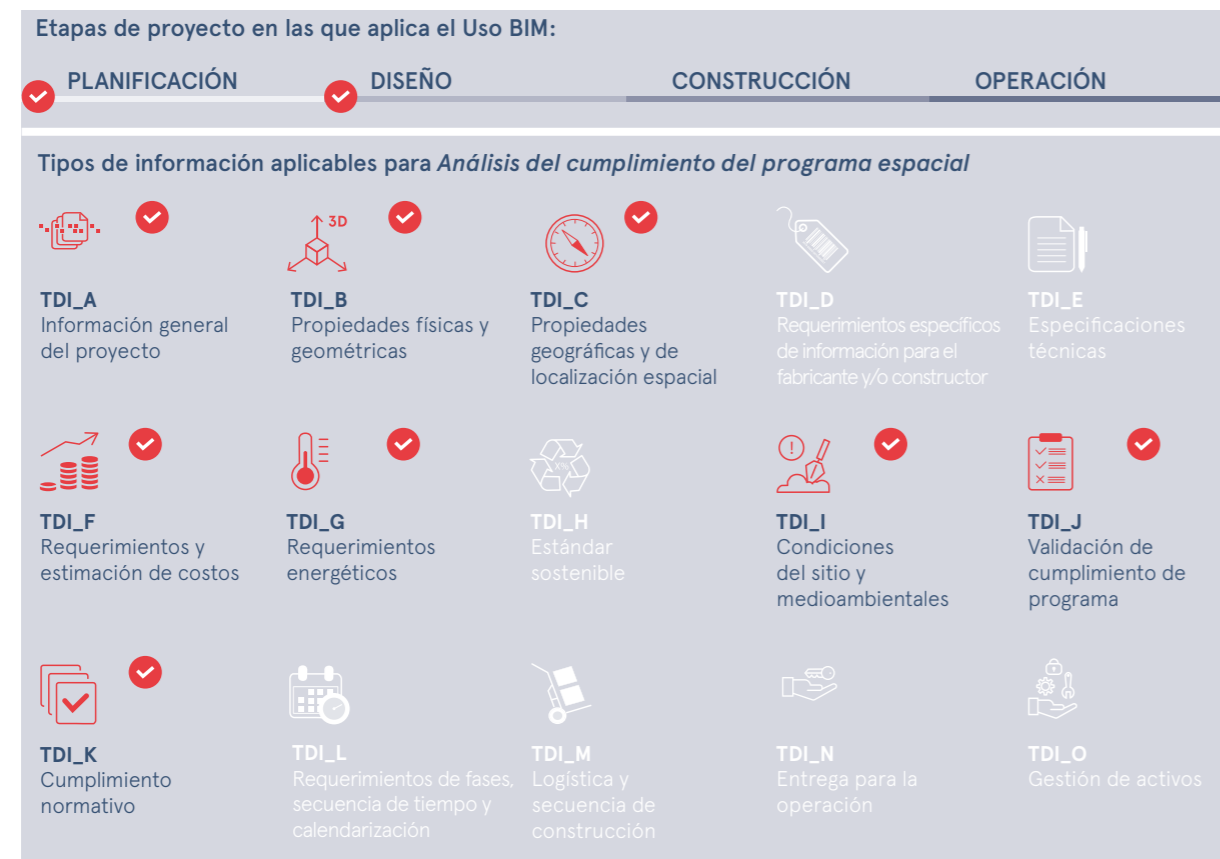 Etapas de proyecto en las que aplica el Uso BIM:
PLANIFICACIÓN
DISEÑO
CONSTRUCCIÓN
OPERACIÓN
Tipos de información aplicables para Análisis del cumplimiento del programa espacial
3D
TDI_A
Información general
del proyecto
TDI_B
Propiedades físicas y
geométricas
TDI_C
Propiedades
geográficas y de
localización espacial
TDI_D
Requerimientos específicos
de información para el
fabricante y/o constructor
TDI_E
Especificaciones
técnicas
TDI_F
Requerimientos y
estimación de costos
TDI_G
Requerimientos
energéticos
X%
TDI_H
Estándar
sostenible
TDI_I
Condiciones
del sitio y
medioambientales
TDI_J
Validación de
cumplimiento de
programa
TDI_K
Cumplimiento
normativo
TDI_L
Requerimientos de fases,
secuencia de tiempo y
calendarización
TDI_M
Logística y
secuencia de
construcción
TDI_N
Entrega para la
operación
TDI_O
Gestión de activos